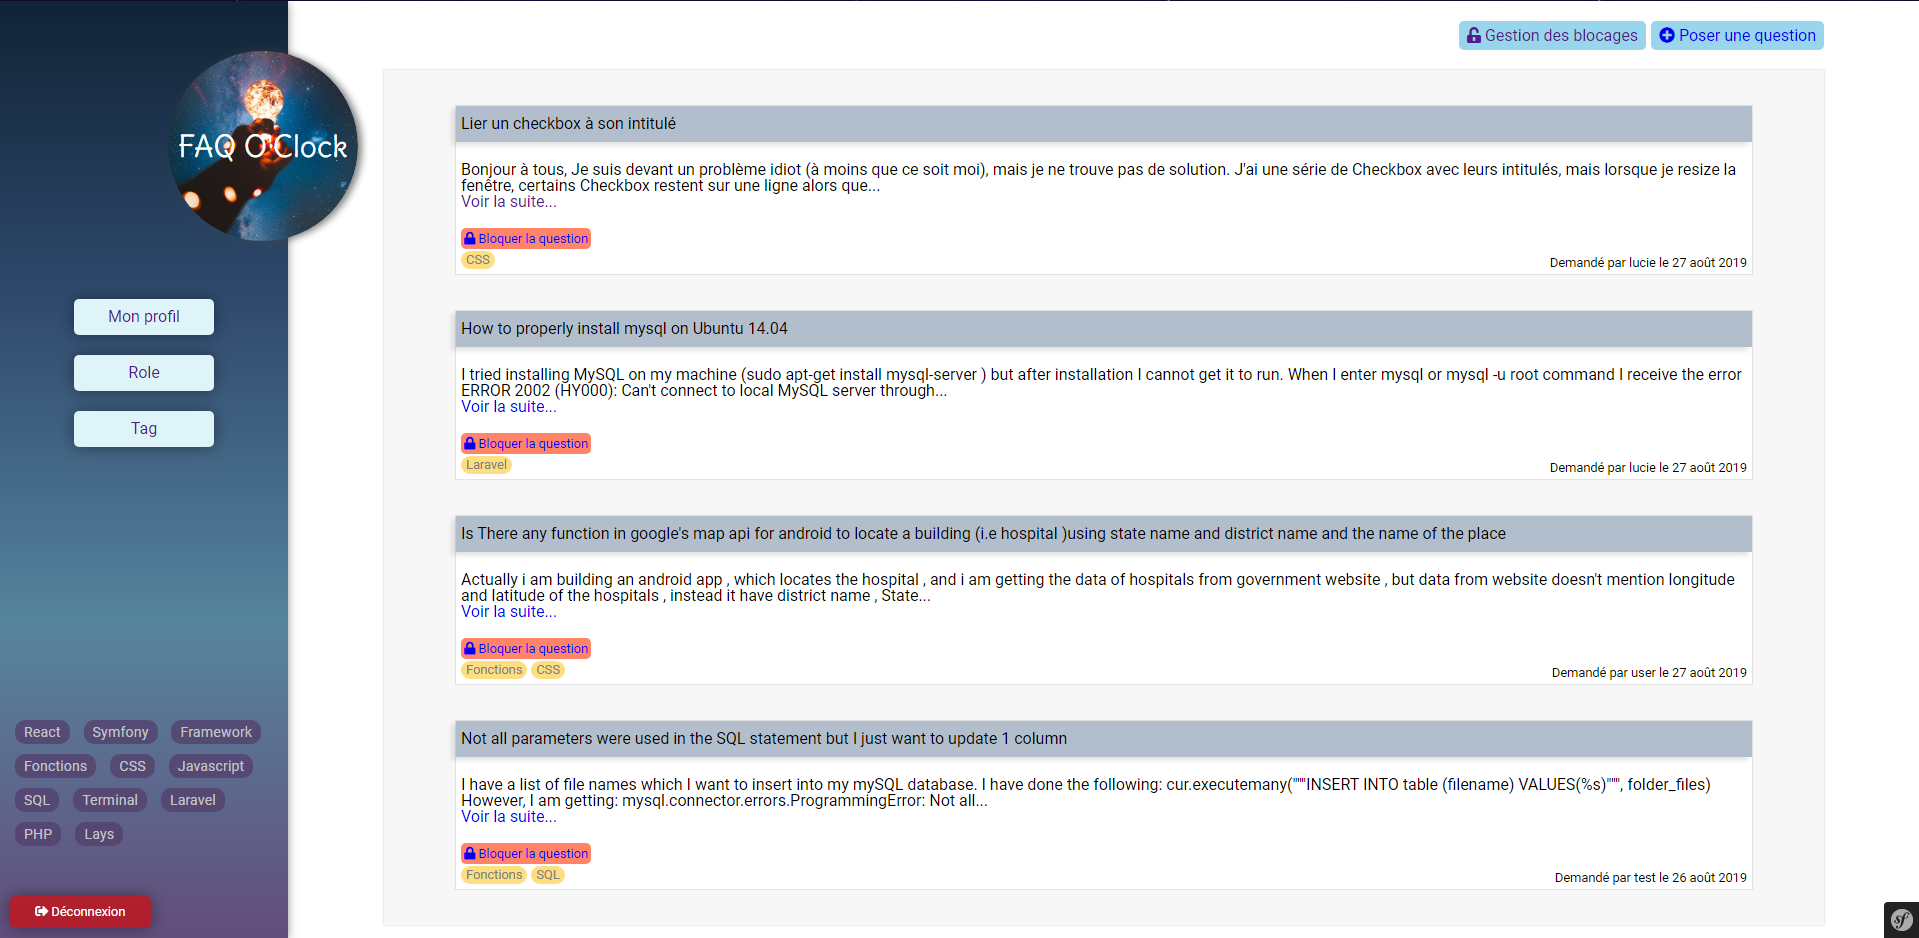 FAQ O'Clock
Mon profil
Role
Tag
React Symfony Framework
Fonctions CSS Javascript
SQL Terminal Laravel
PHP Lays
Déconnexion
Gestion des blocages Poser une question
Lier un checkbox à son intitulé
Bonjour à tous, Je suis devant un problème idiot (à moins que ce soit moi), mais je ne trouve pas de solution. J'ai une série de Checkbox avec leurs intitulés, mais lorsque je resize la
fenêtre, certains Checkbox restent sur une ligne alors que...
Voir la suite...
Bloquer la question
CSS
Demandé par lucie le 27 août 2019
How to properly install mysql on Ubuntu 14.04
I tried installing MySQL on my machine (sudo apt-get install mysql-server ) but after installation I cannot get it to run. When I enter mysql or mysql -u root command I receive the error
ERROR 2002 (HY000): Can't connect to local MySQL server through...
Voir la suite...
Bloquer la question
Laravel
Demandé par lucie le 27 août 2019
Is There any function in google's map api for android to locate a building (i.e hospital )using state name and district name and the name of the place
Actually i am building an android app , which locates the hospital , and i am getting the data of hospitals from government website , but data from website doesn't mention longitude
and latitude of the hospitals , instead it have district name , State...
Voir la suite...
Bloquer la question
Fonctions CSS
Demandé par user le 27 août 2019
Not all parameters were used in the SQL statement but I just want to update 1 column
I have a list of file names which I want to insert into my mySQL database. I have done the following: cur.executemany("""INSERT INTO table (filename) VALUES(%s)""", folder_files)
However, I am getting: mysql.connector.errors.ProgrammingError: Not all...
Voir la suite...
Bloquer la question
Fonctions SQL
Demandé par test le 26 août 2019
sf